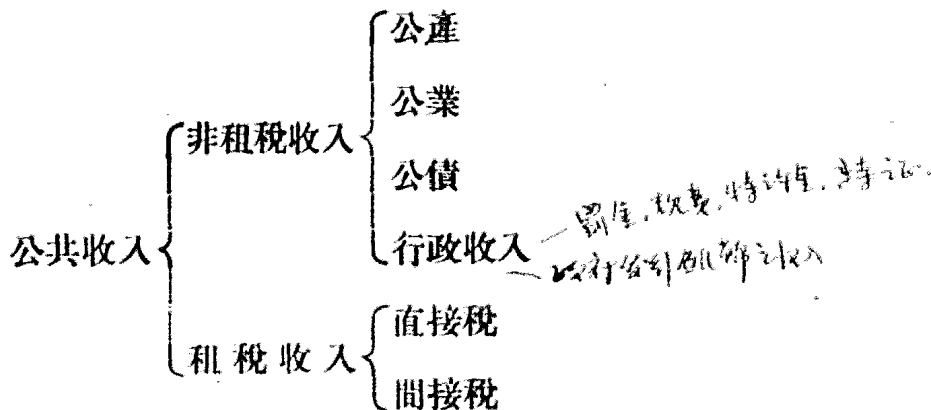 公產
公業
非租稅收入
公債
罰金,規費,特許金,
公共收入
行政收入
直接稅
租稅收入
間接稅